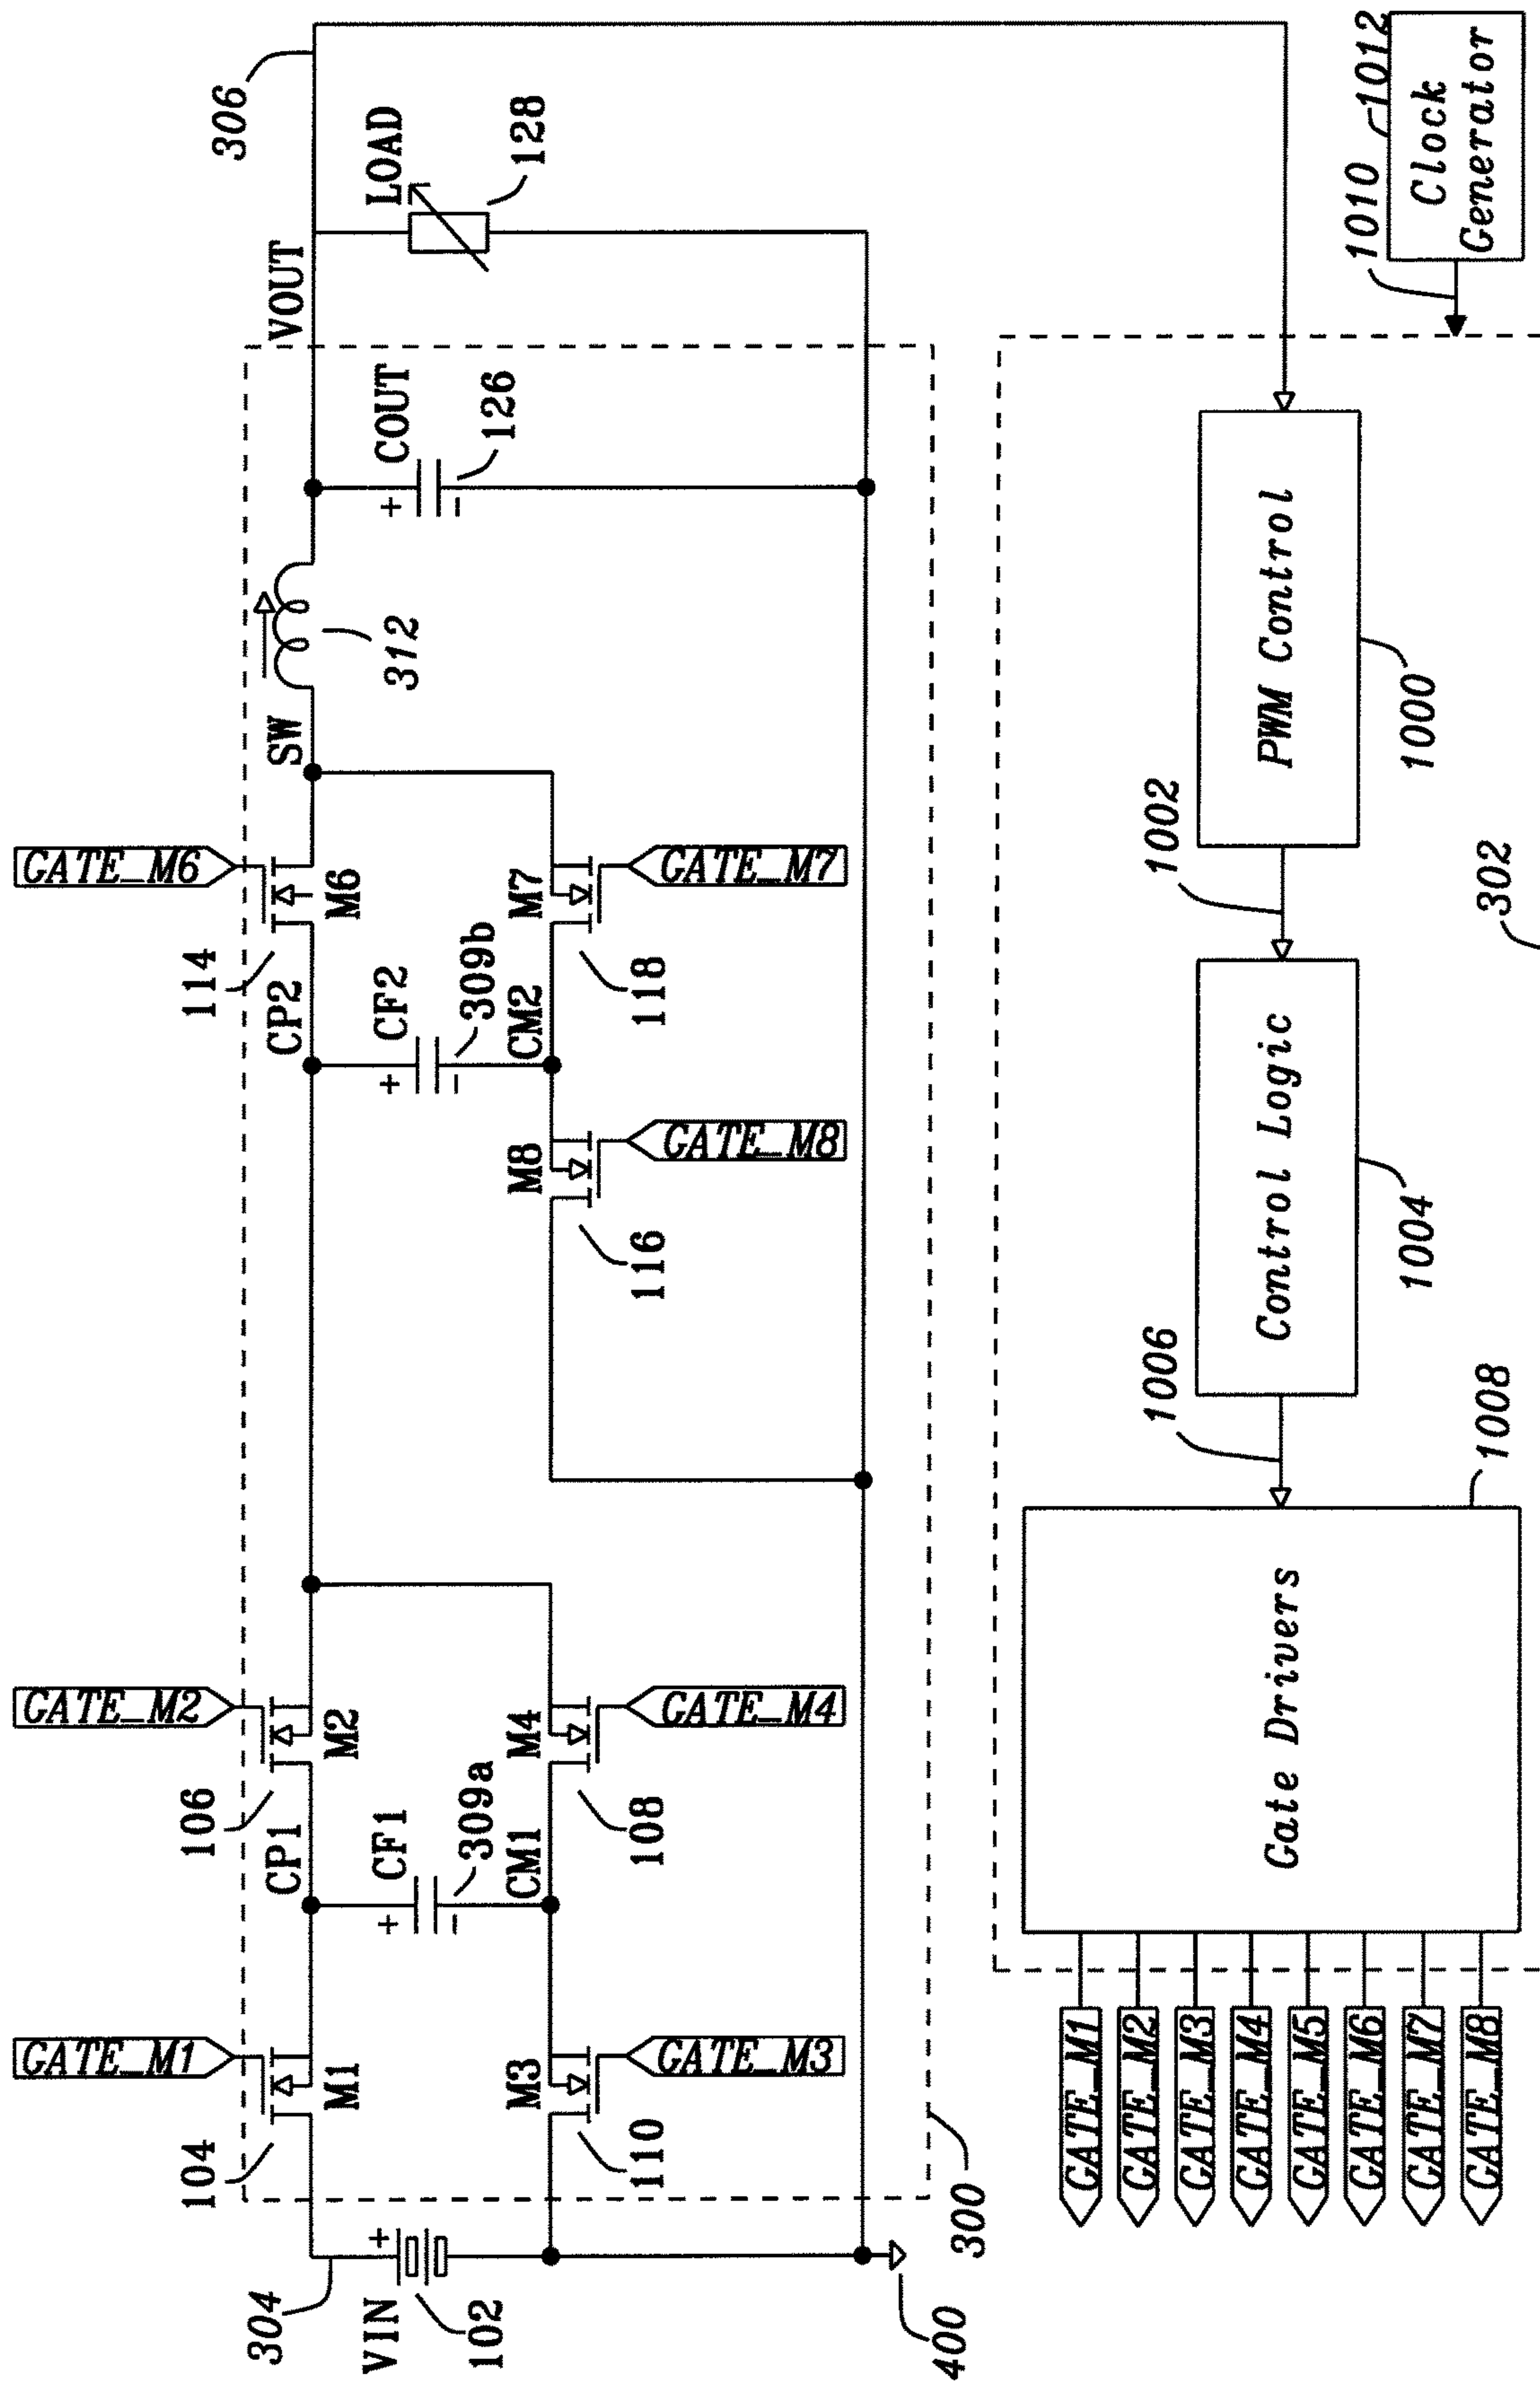 GATE_M1
GATE_M2
GATE_M6
306
104
106
114
304
CP1
CP2
SW
VOUT
M1
M2
M6
VIN
+
102
+
CF1
-
309a
+
CF2
-
309b
312
+
COUT
-
126
LOAD
128
M3
CM1
M4
M8
CM2
M7
110
108
116
118
GATE_M3
GATE_M4
GATE_M8
GATE_M7
400
300
GATE_M1
GATE_M2
GATE_M3
GATE_M4
GATE_M5
GATE_M6
GATE_M7
GATE_M8
Gate Drivers
1008
1006
Control Logic
1004
1002
PWM Control
1000
302
1010
1012
Clock
Generator